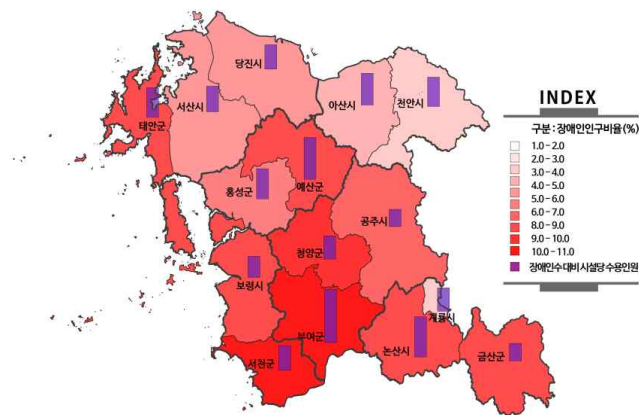 당진시
아산시
천안시
서산시
태안군
예산군
홍성군
공주시
청양군
보령시
부여군
계룡시
논산시
서천군
금산군
INDEX
구분 : 장애인인구비율(%)
1.0 - 2.0
2.0 - 3.0
3.0 - 4.0
4.0 - 5.0
5.0 - 6.0
6.0 - 7.0
8.0 - 9.0
9.0 - 10.0
10.0 - 11.0
장애인수 대비 시설당 수용인원